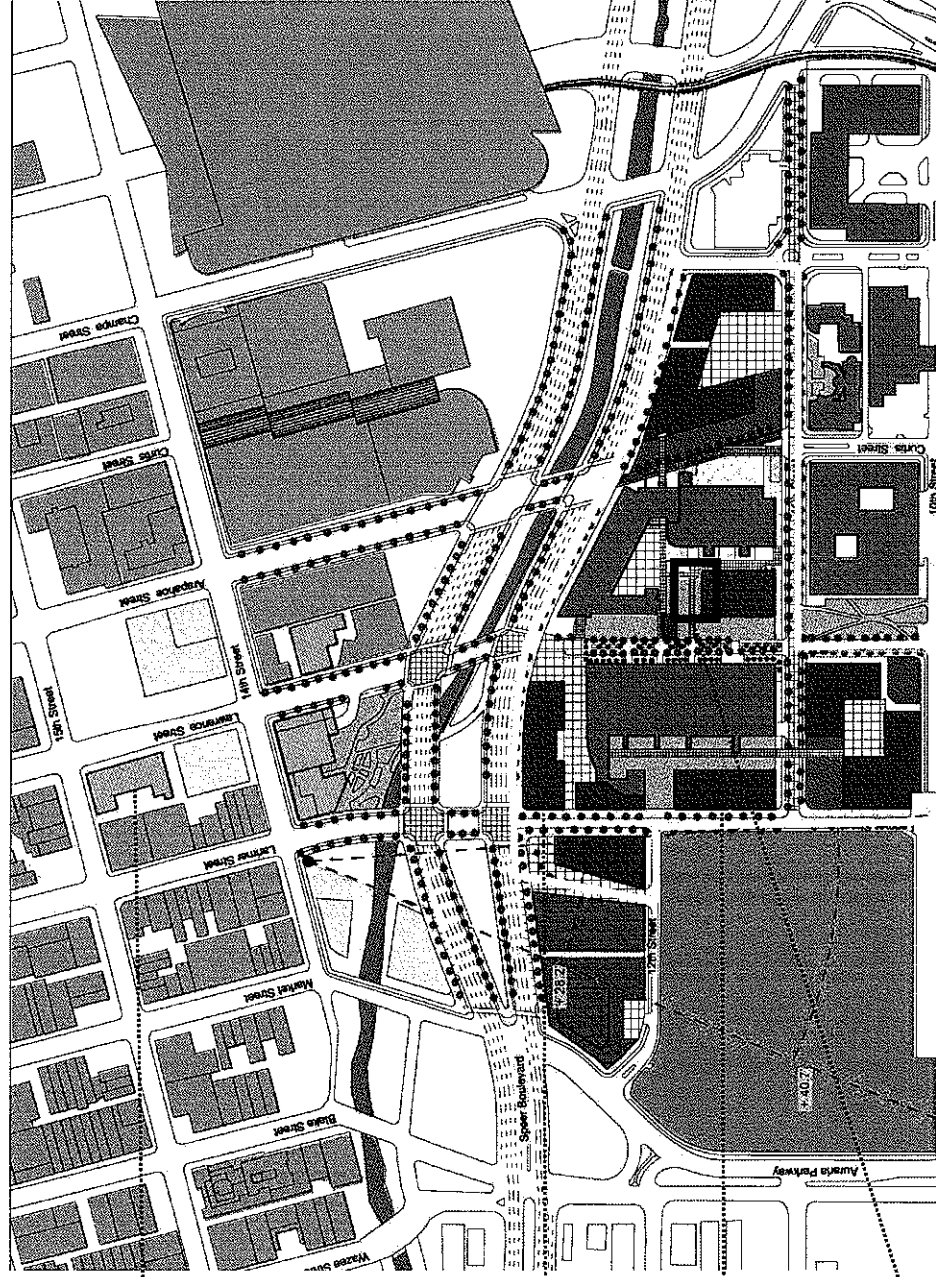 Champa Street
Curtis Street
Arapahoe Street
14th Street
15th Street
Lawrence Street
Larimer Street
Market Street
Blake Street
Wazee Street
Speer Boulevard
12th Street
Auraria Parkway
Curtis Street
10th Street